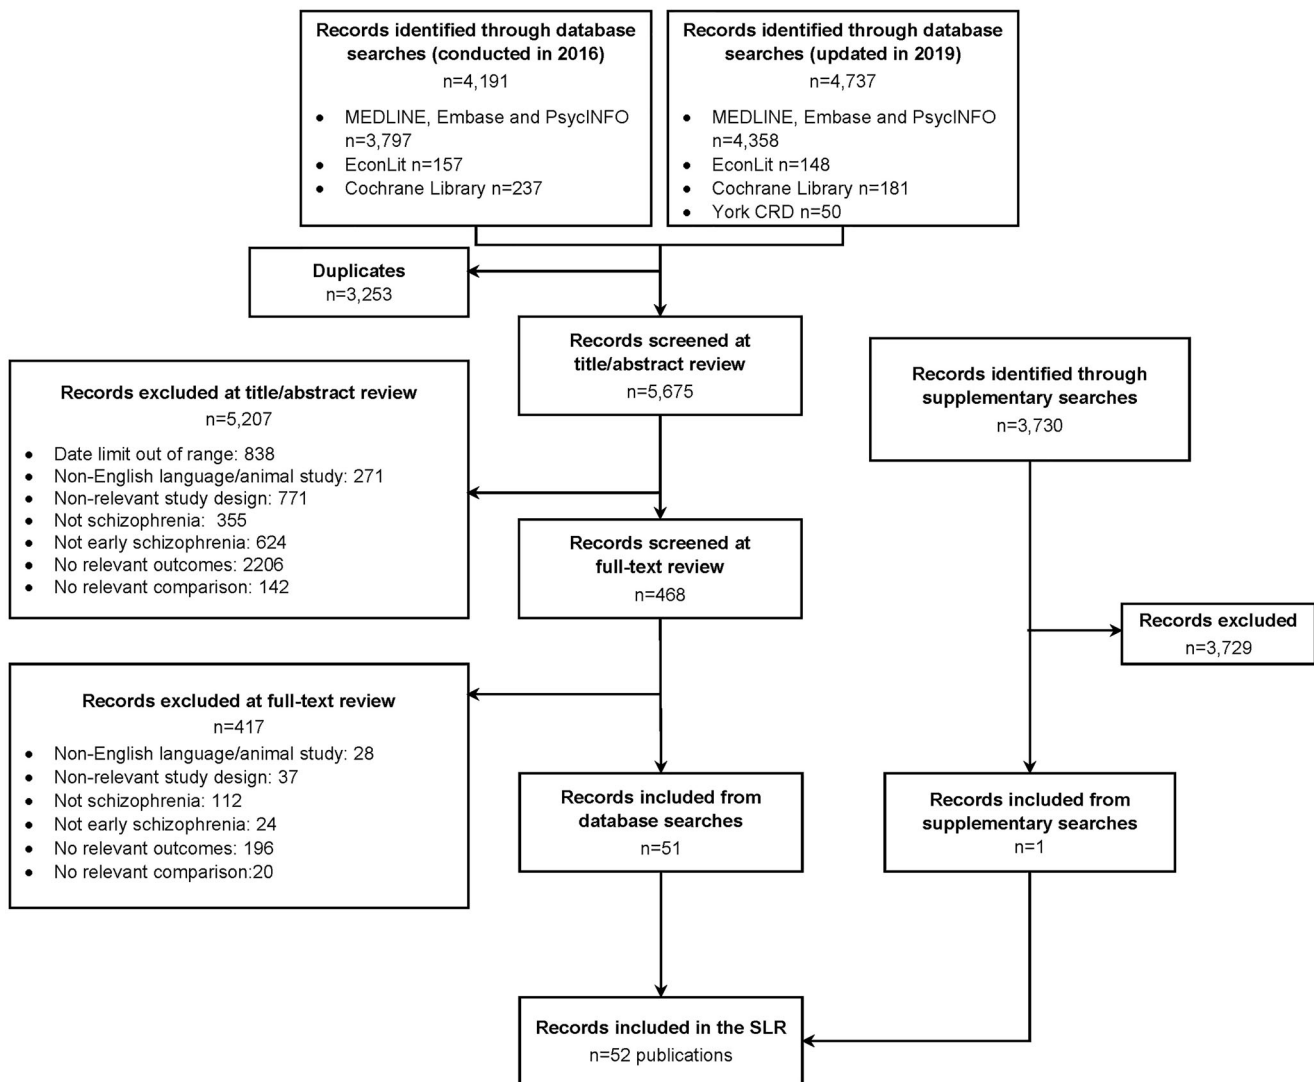 Records identified through database
searches (conducted in 2016)
n=4,191
• MEDLINE, Embase and PsycINFO
n=3,797
• EconLit n=157
• Cochrane Library n=237
Records identified through database
searches (updated in 2019)
n=4,737
• MEDLINE, Embase and PsycINFO
n=4,358
• EconLit n=148
• Cochrane Library n=181
• York CRD n=50
Duplicates
n=3,253
Records screened at
title/abstract review
n=5,675
Records identified through
supplementary searches
n=3,730
Records excluded at title/abstract review
n=5,207
• Date limit out of range: 838
• Non-English language/animal study: 271
• Non-relevant study design: 771
• Not schizophrenia:  355
• Not early schizophrenia: 624
• No relevant outcomes: 2206
• No relevant comparison: 142
Records screened at
full-text review
n=468
Records excluded
n=3,729
Records excluded at full-text review
n=417
• Non-English language/animal study: 28
• Non-relevant study design: 37
• Not schizophrenia: 112
• Not early schizophrenia: 24
• No relevant outcomes: 196
• No relevant comparison:20
Records included from
database searches
n=51
Records included from
supplementary searches
n=1
Records included in the SLR
n=52 publications